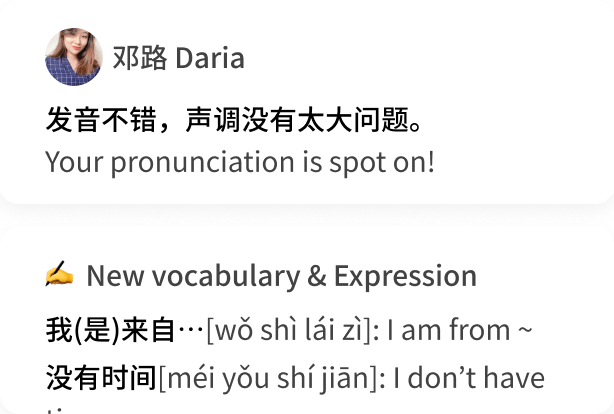 邓路 Daria
发音不错，声调没有太大问题。
Your pronunciation is spot on!
✍️ New vocabulary & Expression
我(是)来自…[wǒ shì lái zì]: I am from ~
没有时间[méi yǒu shí jiān]: I don’t have